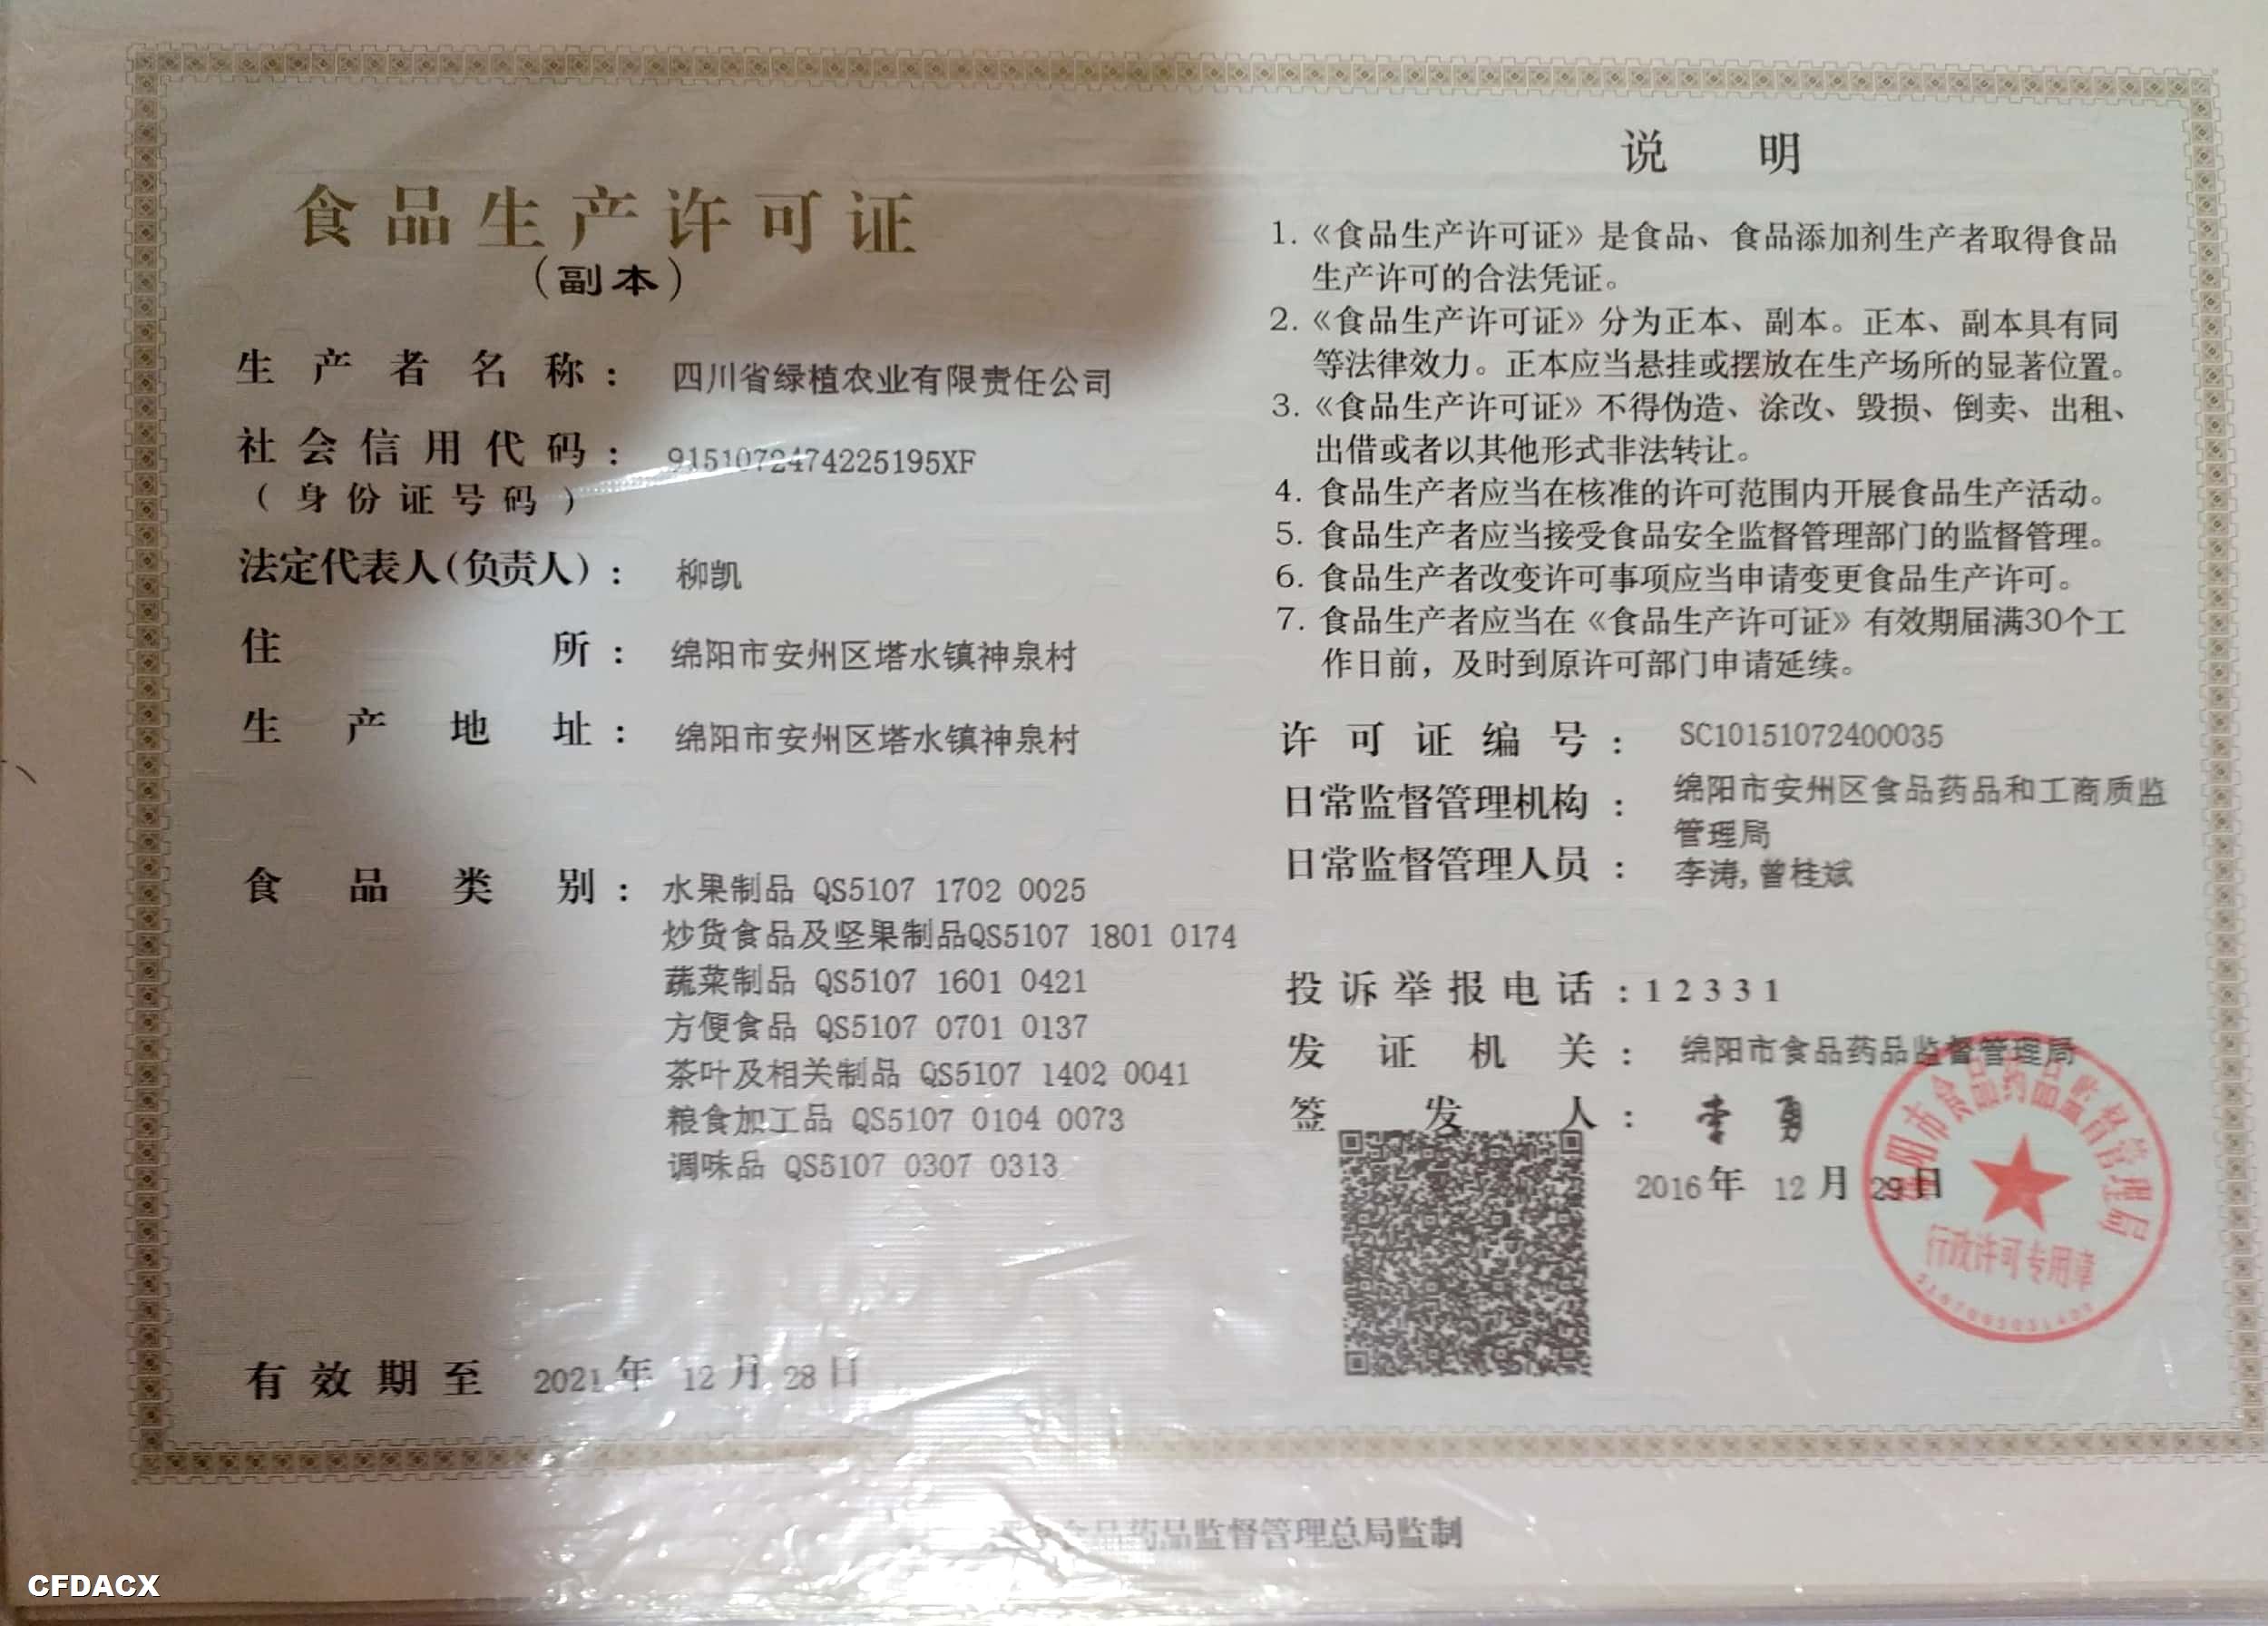 食品生产许可证
（副本）
生产者名称： 四川省绿植农业有限责任公司
社会信用代码： 9151072474225195XF
（身份证号码）
法定代表人（负责人）： 柳凯
住所： 绵阳市安州区塔水镇神泉村
生产地址： 绵阳市安州区塔水镇神泉村
食品类别： 水果制品 QS5107 1702 0025
炒货食品及坚果制品QS5107 1801 0174
蔬菜制品 QS5107 1601 0421
方便食品 QS5107 0701 0137
茶叶及相关制品 QS5107 1402 0041
粮食加工品 QS5107 0104 0073
调味品 QS5107 0307 0313
有效期至 2021年 12月 28日
说 明
1.《食品生产许可证》是食品、食品添加剂生产者取得食品
生产许可的合法凭证。
2.《食品生产许可证》分为正本、副本。正本、副本具有同
等法律效力。正本应当悬挂或摆放在生产场所的显著位置。
3.《食品生产许可证》不得伪造、涂改、毁损、倒卖、出租、
出借或者以其他形式非法转让。
4. 食品生产者应当在核准的许可范围内开展食品生产活动。
5. 食品生产者应当接受食品安全监督管理部门的监督管理。
6. 食品生产者改变许可事项应当申请变更食品生产许可。
7. 食品生产者应当在《食品生产许可证》有效期届满30个工
作日前，及时到原许可部门申请延续。
许可证编号： SC10151072400035
日常监督管理机构： 绵阳市安州区食品药品和工商质监
管理局
日常监督管理人员： 李涛,曾桂斌
投诉举报电话:12331
发证机关： 绵阳市食品药品监督管理局
签发人： 李勇
2016年 12月 29日
绵阳市食品药品监督管理局
行政许可专用章
食品药品监督管理总局监制
CFDACX